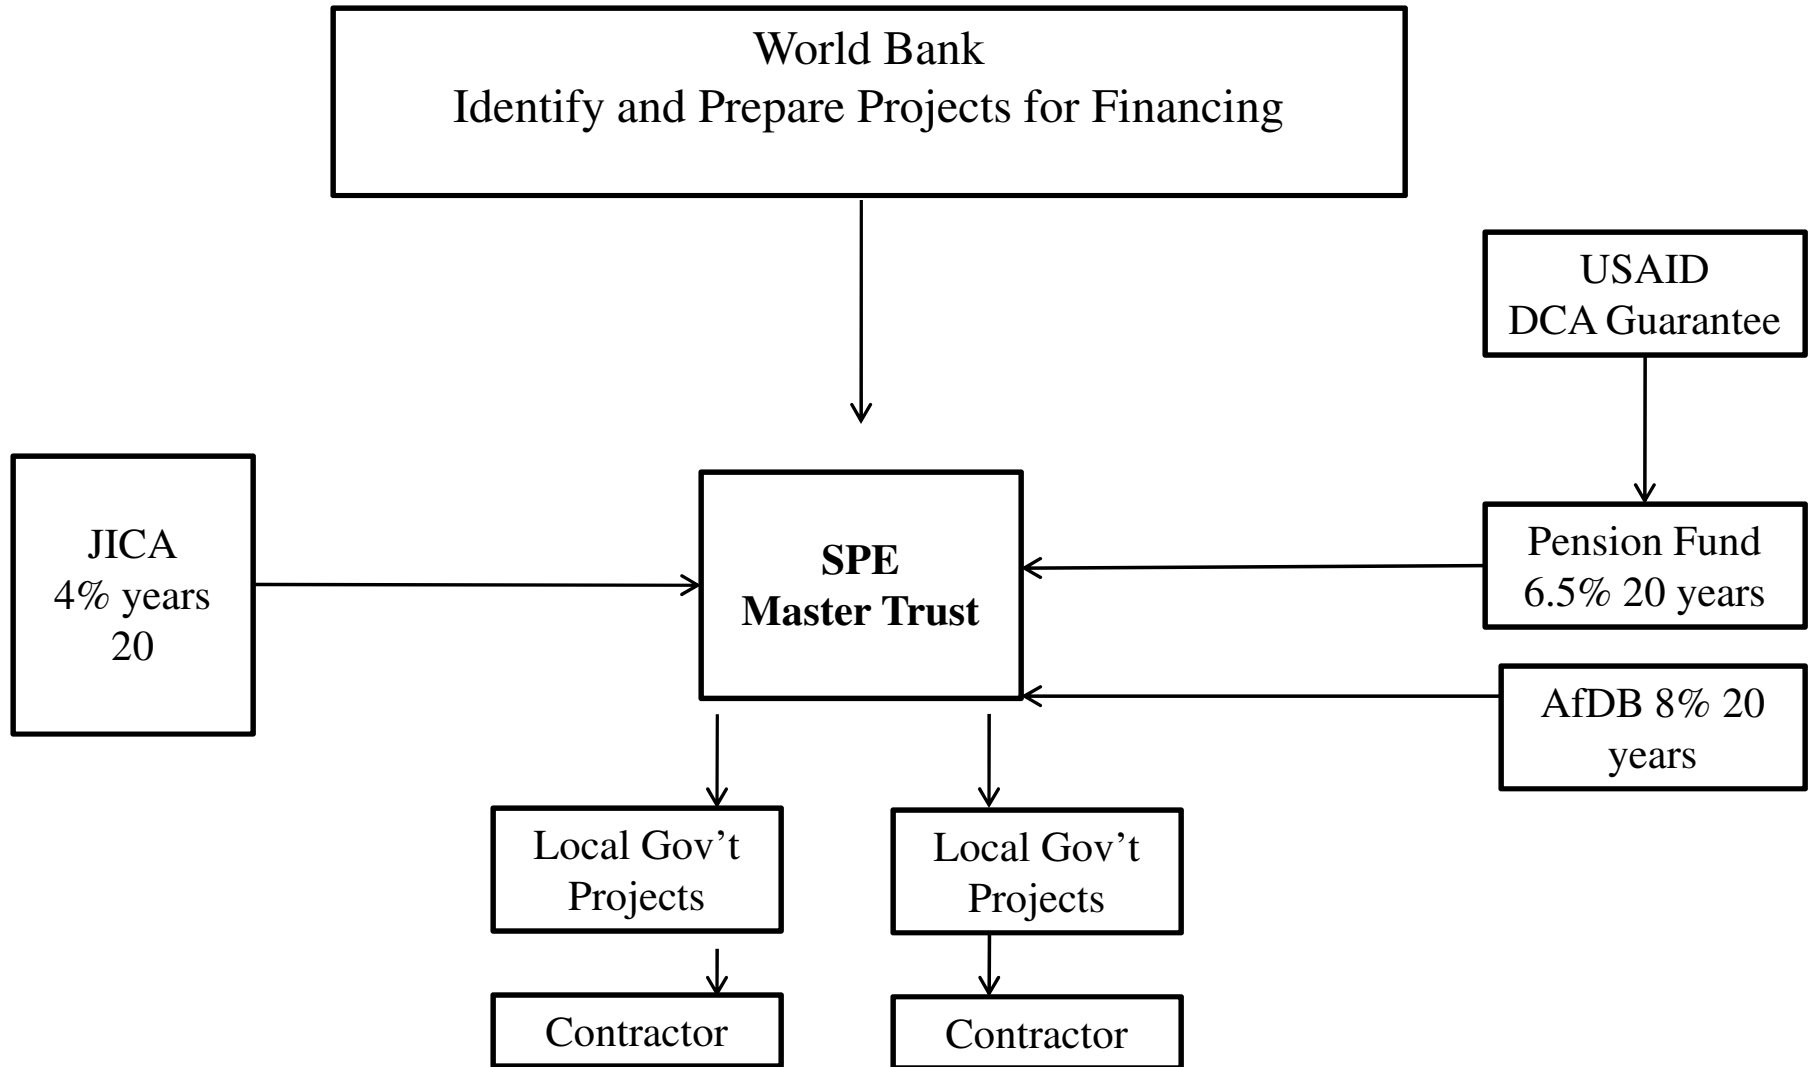 World Bank
Identify and Prepare Projects for Financing
USAID
DCA Guarantee
JICA
4% years
20
SPE
Master Trust
Pension Fund
6.5% 20 years
AfDB 8% 20
years
Local Gov’t
Projects
Local Gov’t
Projects
Contractor
Contractor